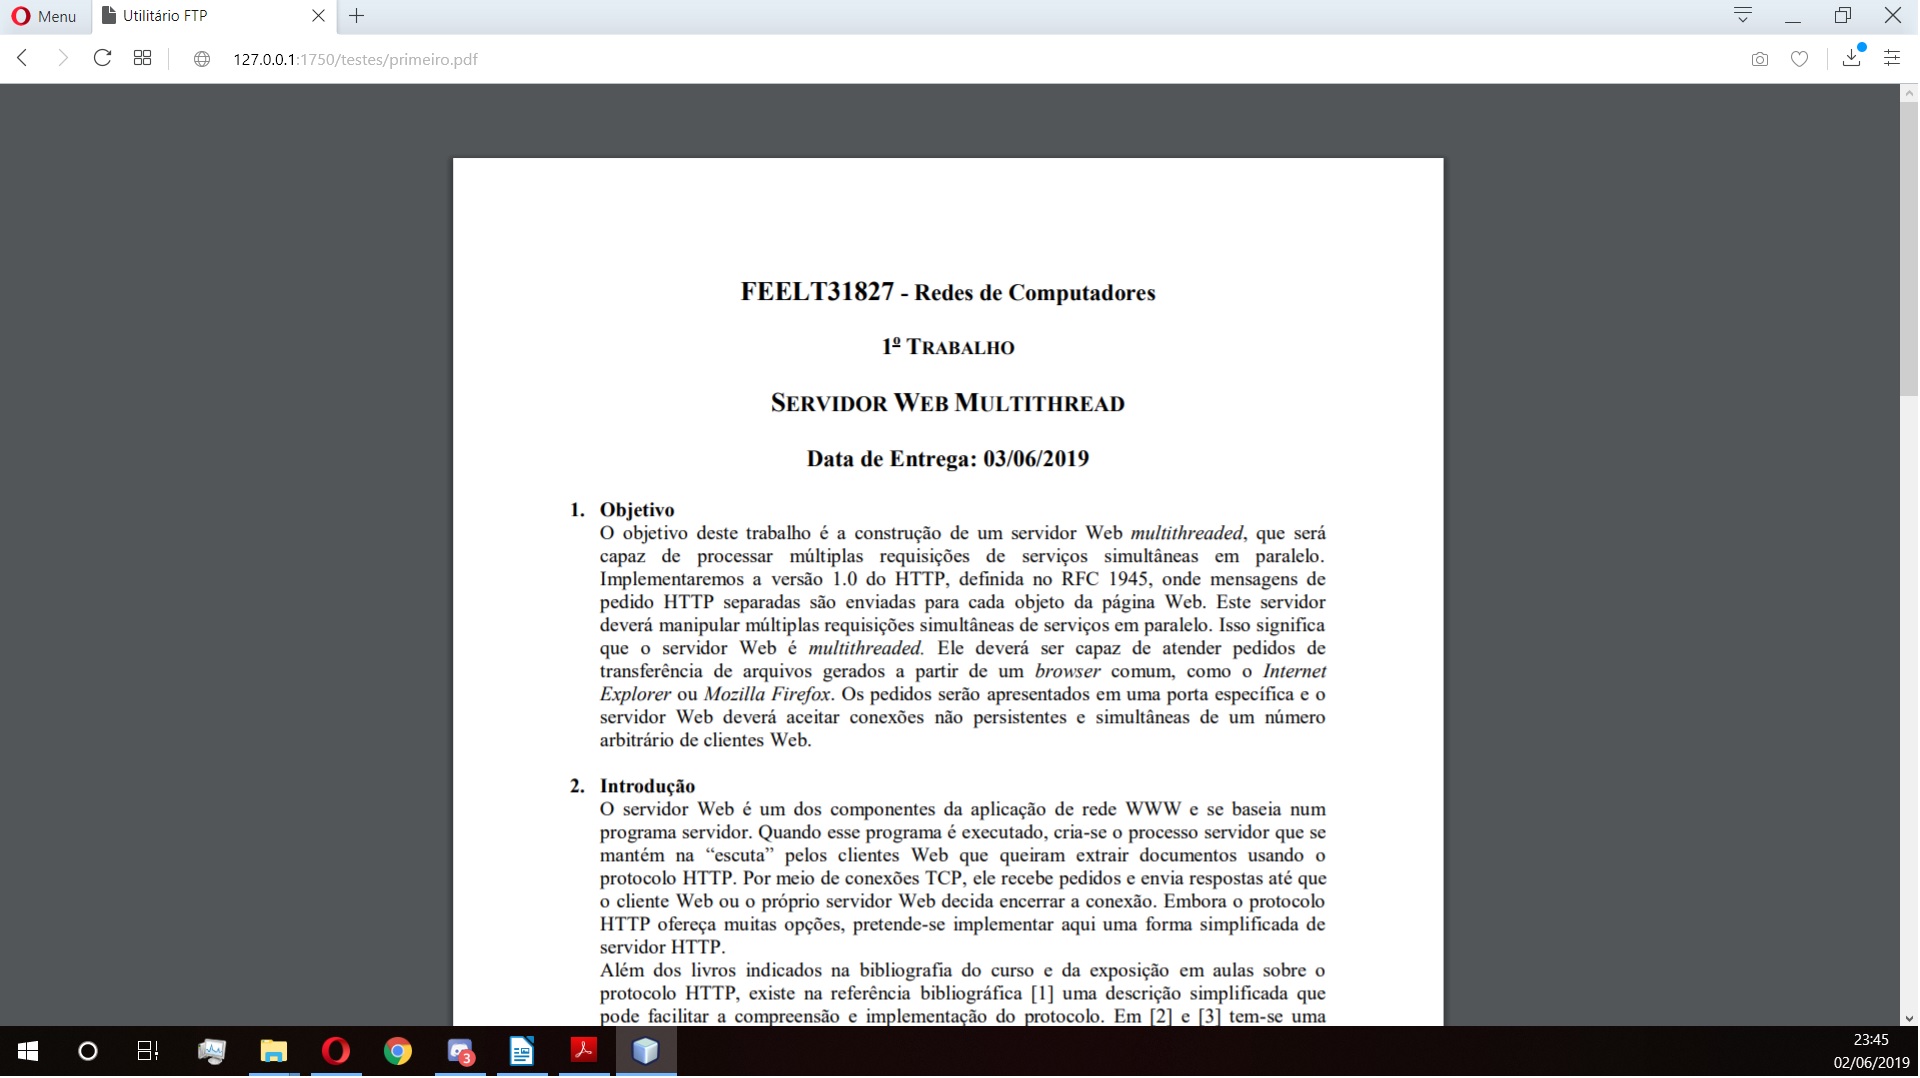 Menu
Utilitário FTP
127.0.0.1:1750/testes/primeiro.pdf
FEELT31827 - Redes de Computadores
1º TRABALHO
SERVIDOR WEB MULTITHREAD
Data de Entrega: 03/06/2019
1. Objetivo
O objetivo deste trabalho é a construção de um servidor Web multithreaded, que será
capaz de processar múltiplas requisições de serviços simultâneas em paralelo.
Implementaremos a versão 1.0 do HTTP, definida no RFC 1945, onde mensagens de
pedido HTTP separadas são enviadas para cada objeto da página Web. Este servidor
deverá manipular múltiplas requisições simultâneas de serviços em paralelo. Isso significa
que o servidor Web é multithreaded. Ele deverá ser capaz de atender pedidos de
transferência de arquivos gerados a partir de um browser comum, como o Internet
Explorer ou Mozilla Firefox. Os pedidos serão apresentados em uma porta específica e o
servidor Web deverá aceitar conexões não persistentes e simultâneas de um número
arbitrário de clientes Web.
2. Introdução
O servidor Web é um dos componentes da aplicação de rede WWW e se baseia num
programa servidor. Quando esse programa é executado, cria-se o processo servidor que se
mantém na “escuta” pelos clientes Web que queiram extrair documentos usando o
protocolo HTTP. Por meio de conexões TCP, ele recebe pedidos e envia respostas até que
o cliente Web ou o próprio servidor Web decida encerrar a conexão. Embora o protocolo
HTTP ofereça muitas opções, pretende-se implementar aqui uma forma simplificada de
servidor HTTP.
Além dos livros indicados na bibliografia do curso e da exposição em aulas sobre o
protocolo HTTP, existe na referência bibliográfica [1] uma descrição simplificada que
pode facilitar a compreensão e implementação do protocolo. Em [2] e [3] tem-se uma
3
23:45
02/06/2019